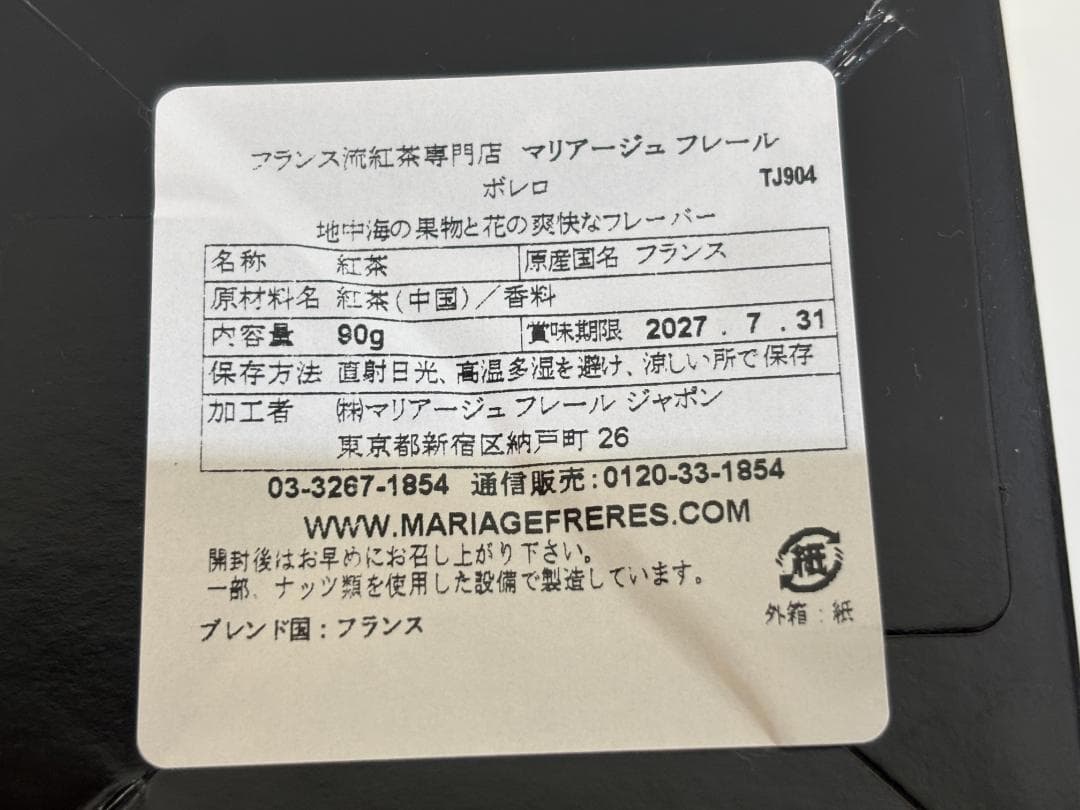 フランス流紅茶専門店 マリアージュ フレール
ボレロ TJ904
地中海の果物と花の爽快なフレーバー
名称 紅茶 原産国名 フランス
原材料名 紅茶(中国)/香料
内容量 90g 賞味期限 2027 . 7 . 31
保存方法 直射日光、高温多湿を避け、涼しい所で保存
加工者 ㈱マリアージュ フレール ジャポン
東京都新宿区納戸町 26
03-3267-1854 通信販売:0120-33-1854
WWW.MARIAGEFRERES.COM
開封後はお早めにお召し上がり下さい。
一部、ナッツ類を使用した設備で製造しています。
紙
外箱:紙
ブレンド国:フランス